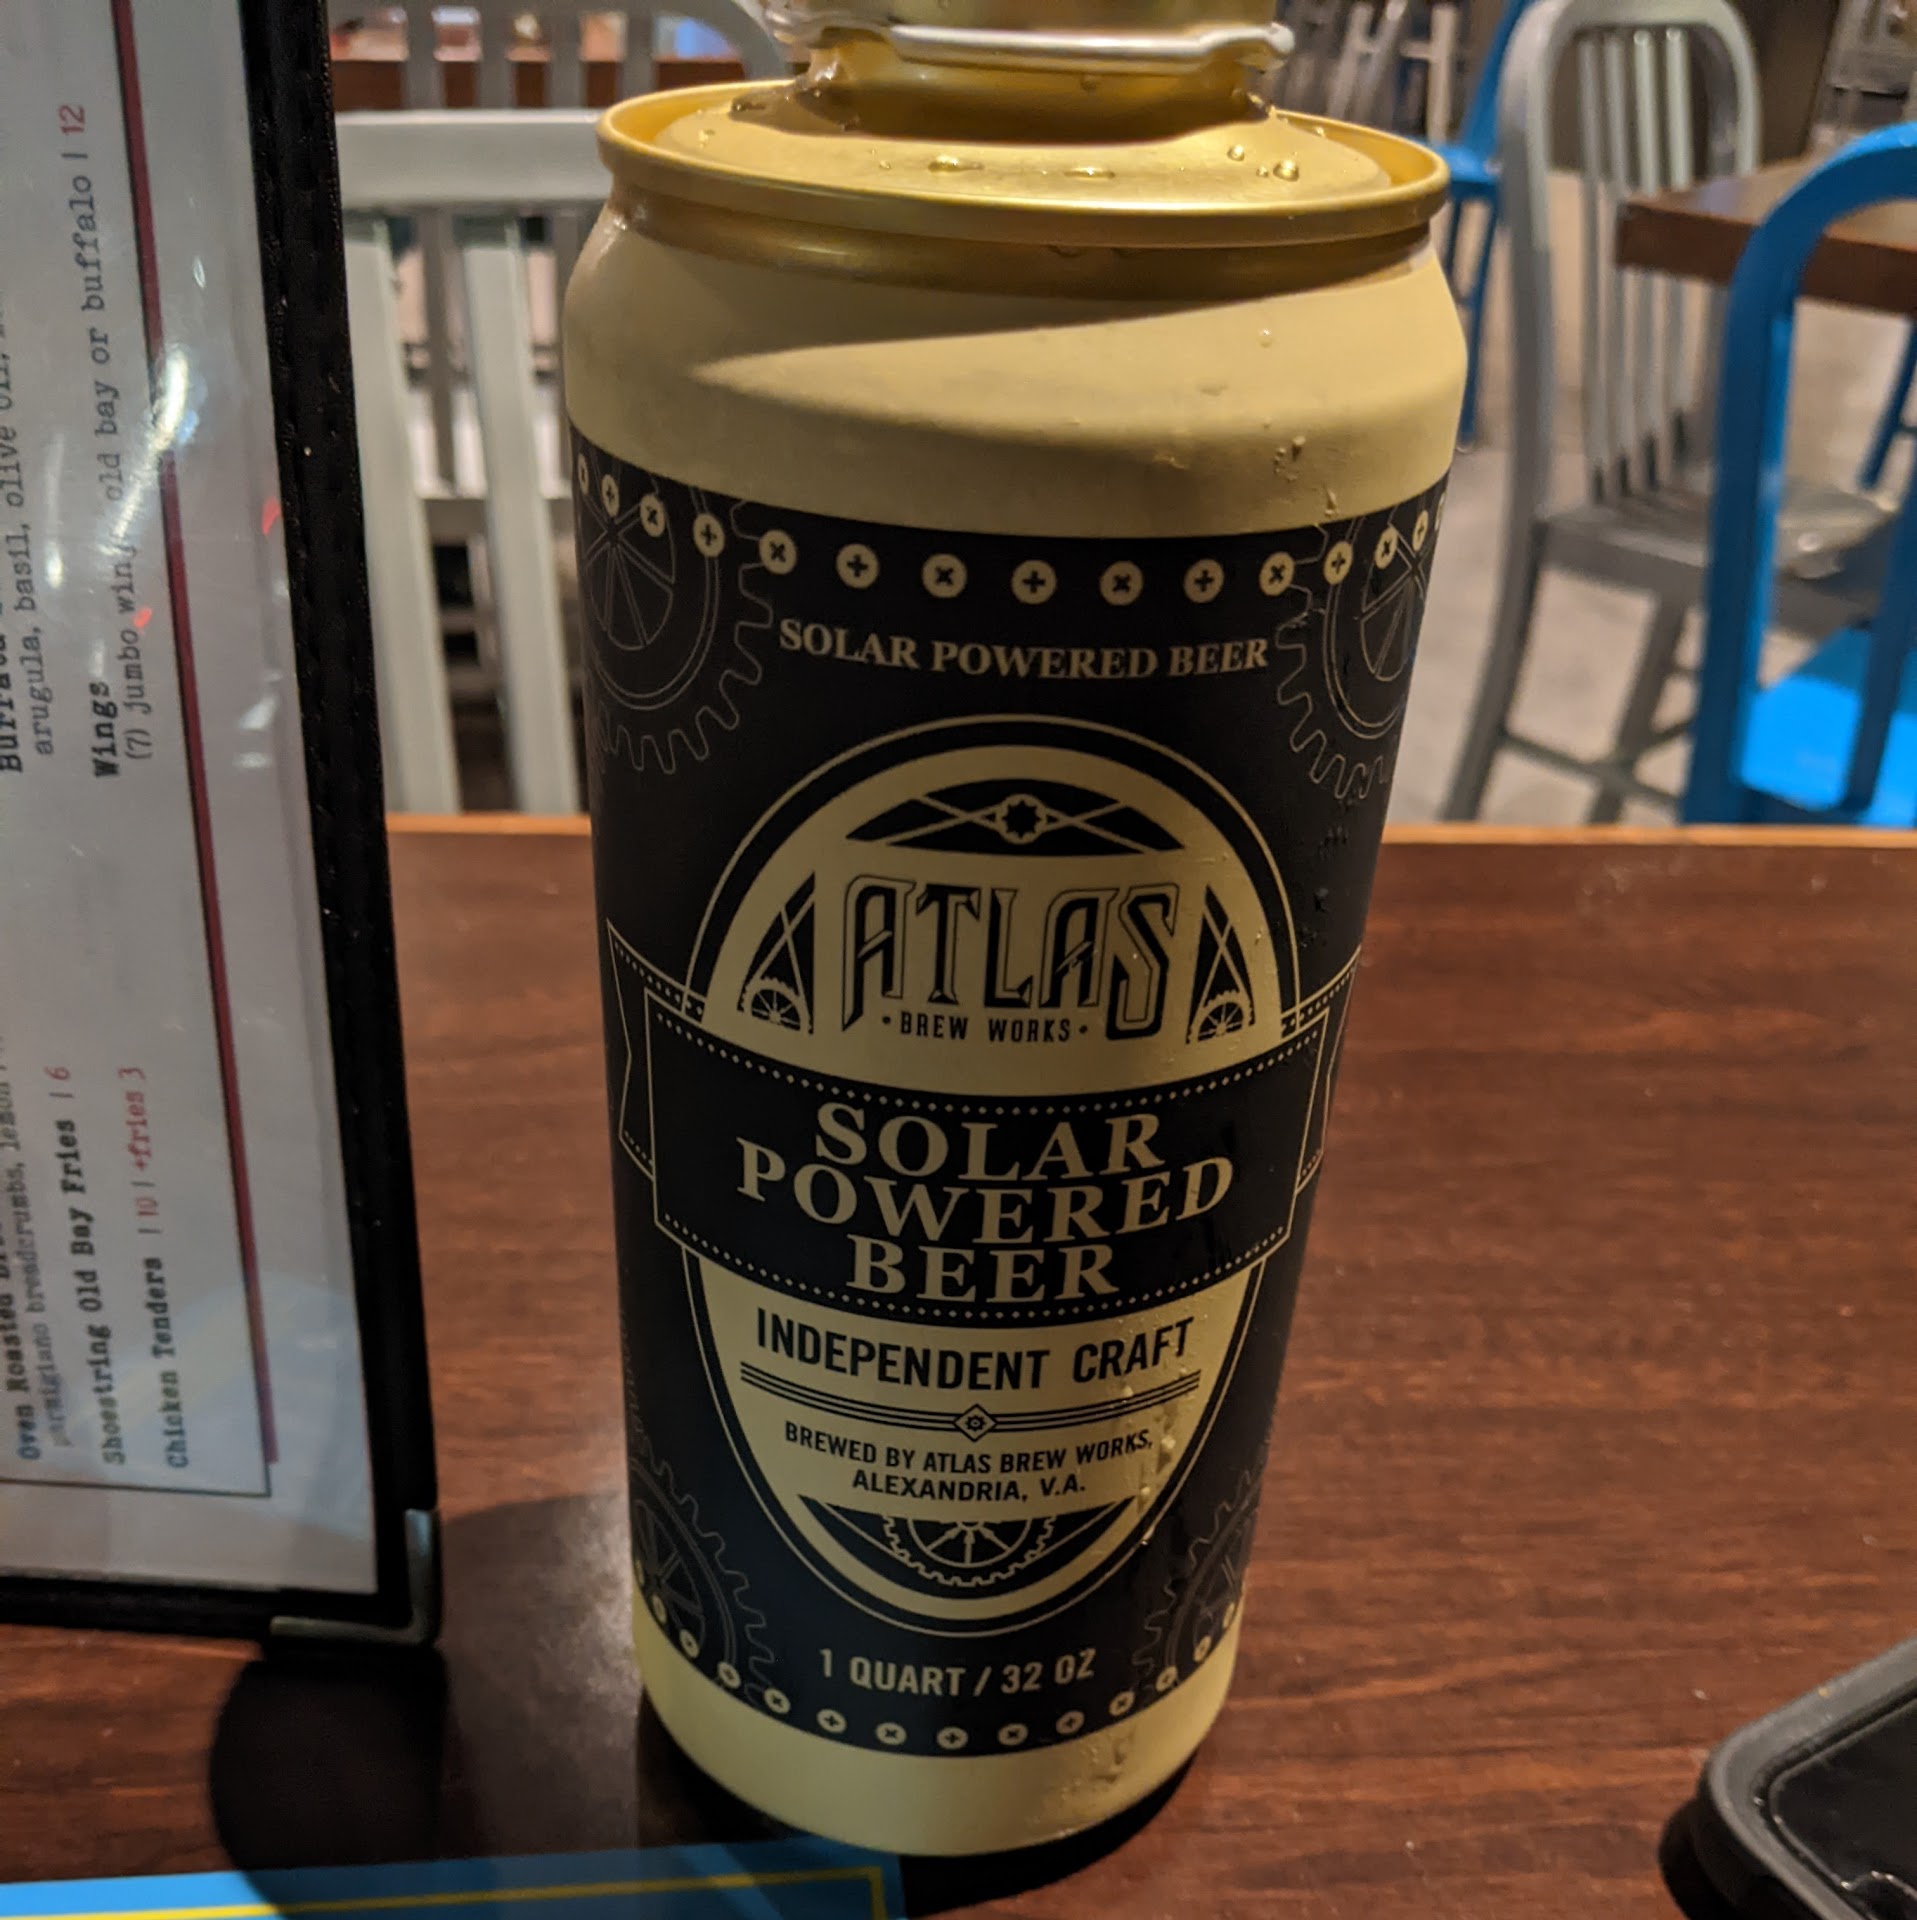 arugula, basil, olive oil,
Wings
(7) jumbo wings old bay or buffalo | 12
Oven Roasted
parmigiano breadcrumbs, lemon
Shoestring Old Bay Fries | 6
Chicken Tenders | 10 | +fries 3
SOLAR POWERED BEER
ATLAS
• BREW WORKS •
SOLAR
POWERED
BEER
INDEPENDENT CRAFT
BREWED BY ATLAS BREW WORKS,
ALEXANDRIA, V.A.
1 QUART / 32 OZ